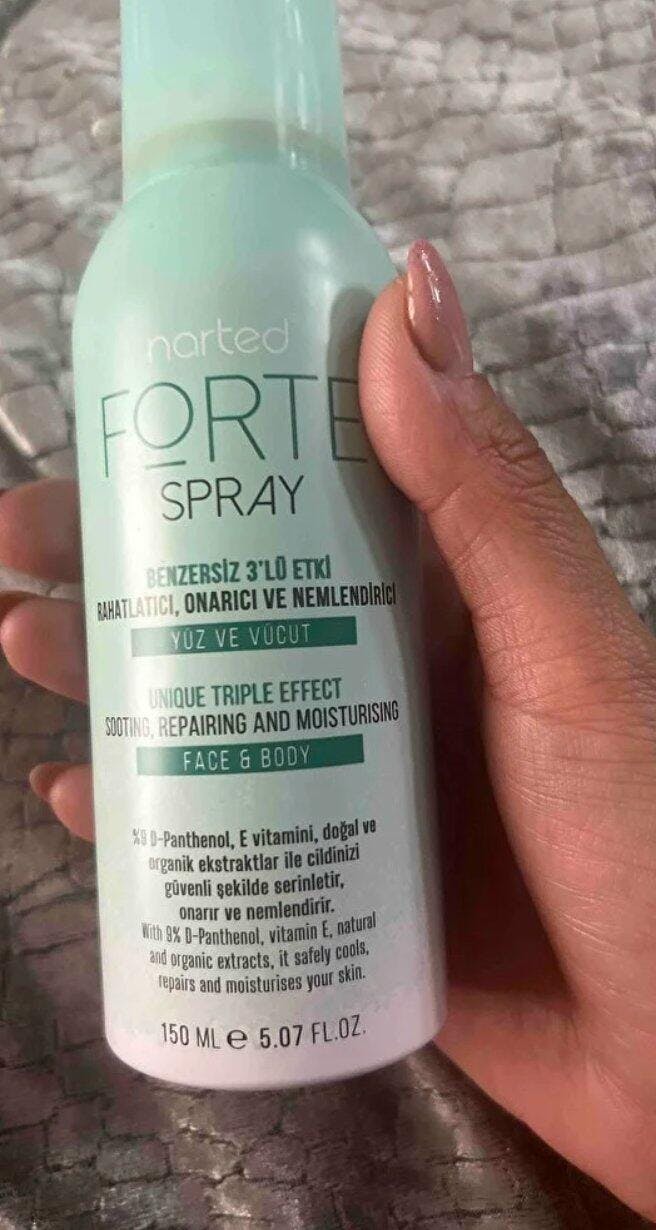 narted
FORTE
SPRAY
BENZERSİZ 3'LÜ ETKİ
RAHATLATICI, ONARICI VE NEMLENDİRİCİ
YÜZ VE VÜCUT
UNIQUE TRIPLE EFFECT
SOOTING, REPAIRING AND MOISTURISING
FACE & BODY
%9 D-Panthenol, E vitamini, doğal ve
organik ekstraktlar ile cildinizi
güvenli şekilde serinletir,
onarır ve nemlendirir.
With 9% D-Panthenol, vitamin E, natural
and organic extracts, it safely cools,
repairs and moisturises your skin.
150 ML e 5.07 FL.OZ.